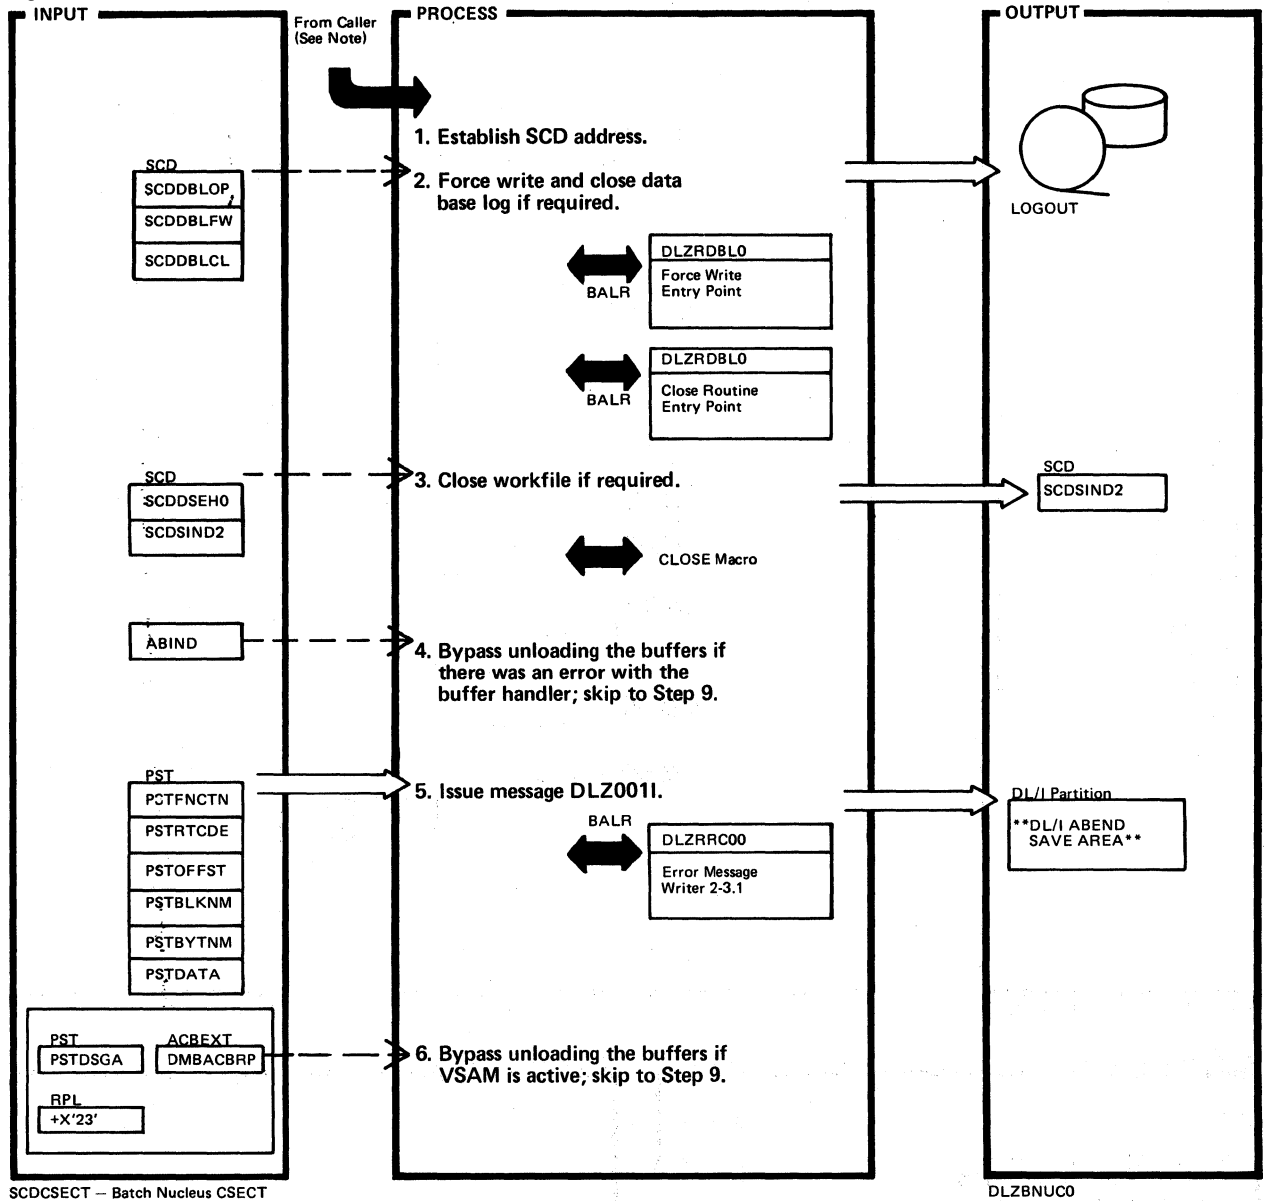 INPUT
From Caller
(See Note)
PROCESS
OUTPUT
1. Establish SCD address.
SCD
SCDDBLOP
SCDDBLFW
SCDDBLCL
2. Force write and close data
base log if required.
LOGOUT
DLZRDBL0
Force Write
Entry Point
BALR
DLZRDBL0
Close Routine
Entry Point
BALR
SCD
SCDDSEH0
SCDSIND2
3. Close workfile if required.
SCD
SCDSIND2
CLOSE Macro
ABIND
4. Bypass unloading the buffers if
there was an error with the
buffer handler; skip to Step 9.
PST
PSTFNCTN
PSTRTCDE
PSTOFFST
PSTBLKNM
PSTBYTNM
PSTDATA
5. Issue message DLZ001I.
BALR
DLZRRC00
Error Message
Writer 2-3.1
DL/I Partition
**DL/I ABEND
SAVE AREA**
PST
PSTDSGA
ACBEXT
DMBACBRP
RPL
+X'23'
6. Bypass unloading the buffers if
VSAM is active; skip to Step 9.
SCDCSECT — Batch Nucleus CSECT
DLZBNUC0